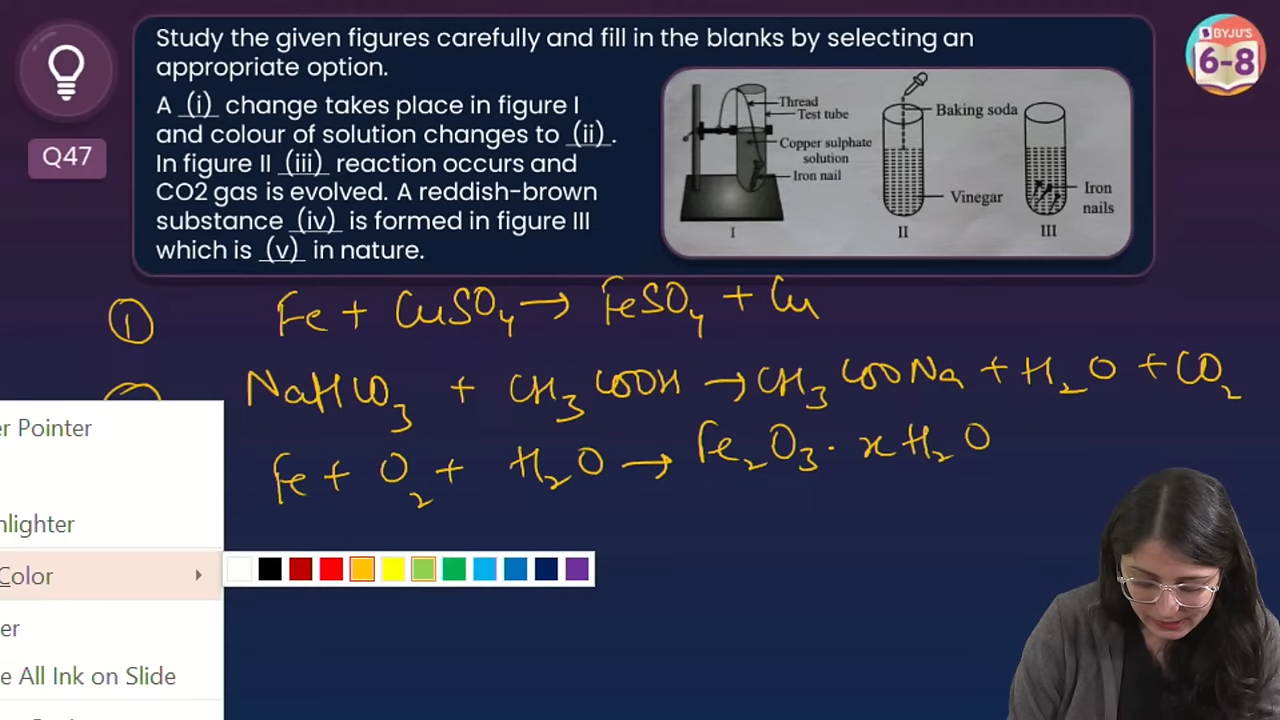 Study the given figures carefully and fill in the blanks by selecting an
appropriate option.
A (i) change takes place in figure I
and colour of solution changes to (ii).
In figure II (iii) reaction occurs and
CO2 gas is evolved. A reddish-brown
substance (iv) is formed in figure III
which is (v) in nature.
Q47
BYJU'S
6-8
Thread
Test tube
Copper sulphate
solution
Iron nail
I
Baking soda
Vinegar
II
Iron
nails
III
① Fe + CuSO₄ → FeSO₄ + Cu
NaHCO₃ + CH₃COOH → CH₃COONa + H₂O + CO₂
Fe + O₂ + H₂O → Fe₂O₃ · xH₂O
er Pointer
hlighter
Color
er
e All Ink on Slide